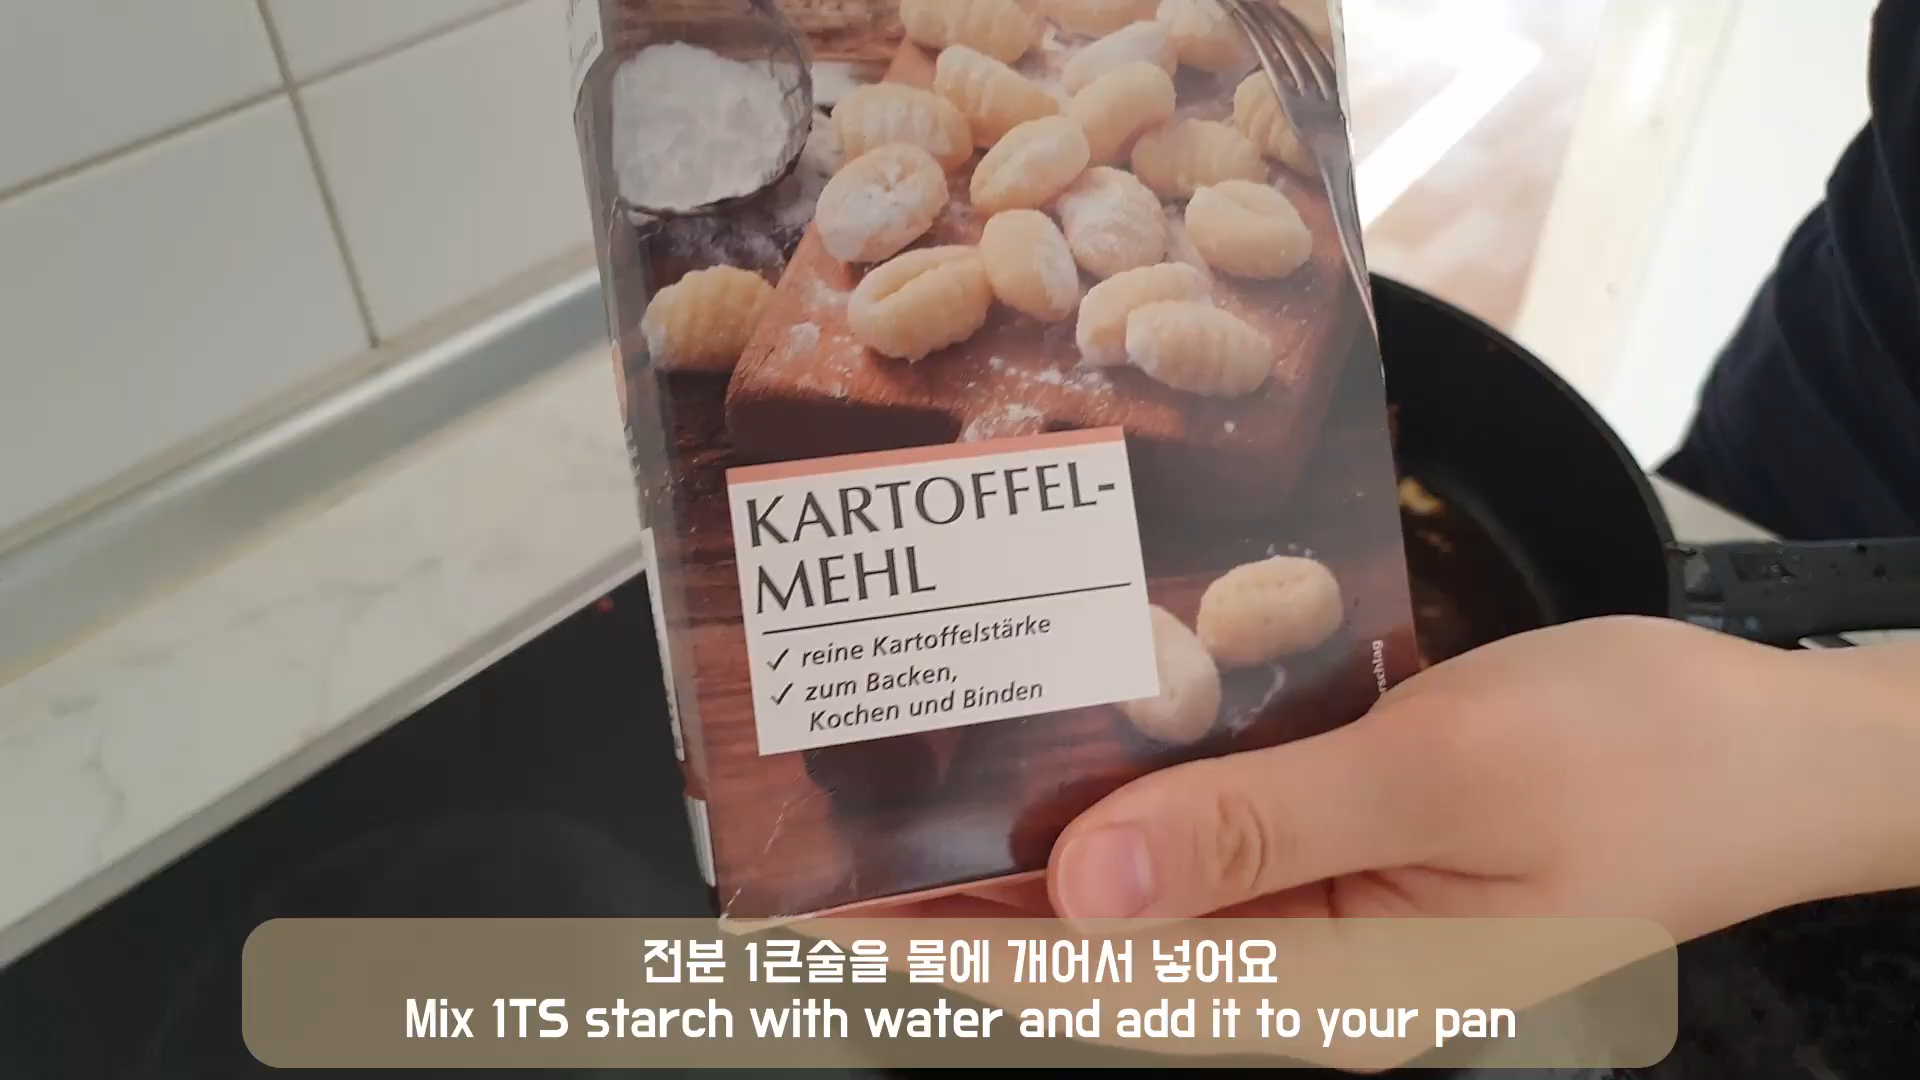 KARTOFFEL-
MEHL
✓ reine Kartoffelstärke
✓ zum Backen,
Kochen und Binden
전분 1큰술을 물에 개어서 넣어요
Mix 1TS starch with water and add it to your pan